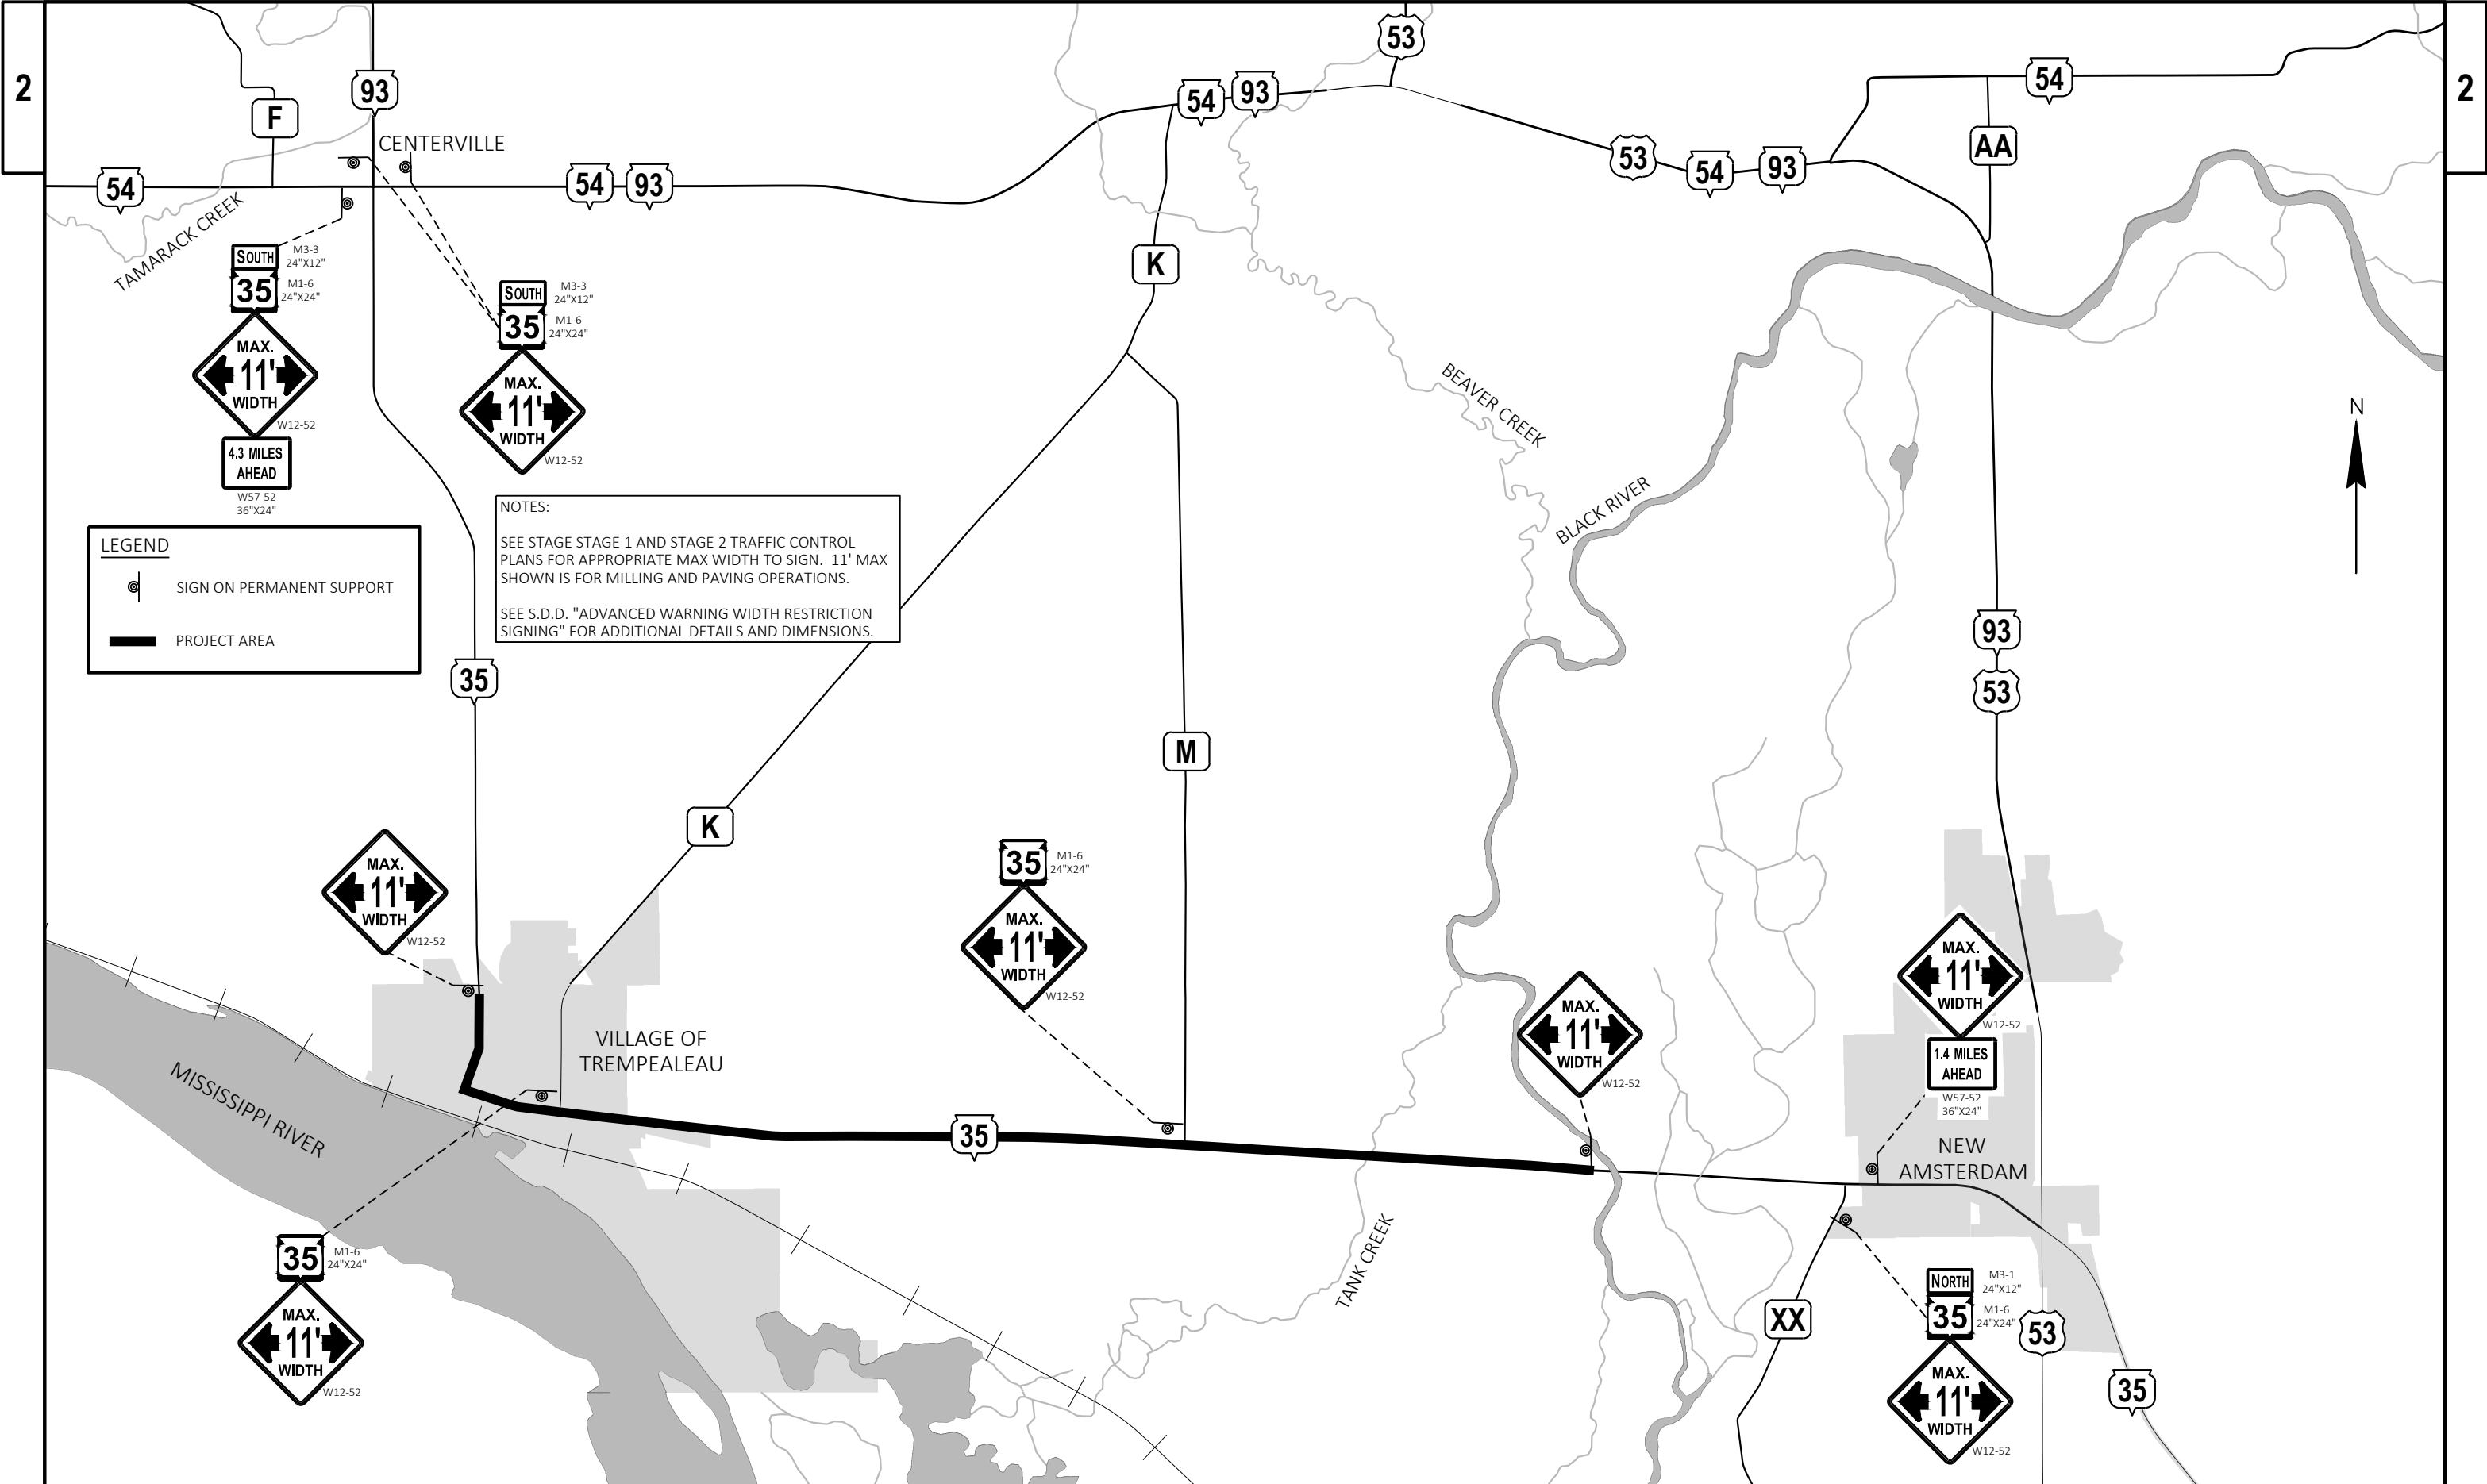 2
53
2
93
54
93
54
F
AA
CENTERVILLE
53
54
93
54
54
93
TAMARACK CREEK
SOUTH
M3-3
24"X12"
35
M1-6
24"X24"
MAX.
11'
WIDTH
W12-52
4.3 MILES
AHEAD
W57-52
36"X24"
SOUTH
M3-3
24"X12"
35
M1-6
24"X24"
MAX.
11'
WIDTH
W12-52
K
BEAVER CREEK
BLACK RIVER
N
LEGEND
SIGN ON PERMANENT SUPPORT
PROJECT AREA
NOTES:
SEE STAGE STAGE 1 AND STAGE 2 TRAFFIC CONTROL
PLANS FOR APPROPRIATE MAX WIDTH TO SIGN. 11' MAX
SHOWN IS FOR MILLING AND PAVING OPERATIONS.
SEE S.D.D. "ADVANCED WARNING WIDTH RESTRICTION
SIGNING" FOR ADDITIONAL DETAILS AND DIMENSIONS.
35
93
53
M
K
MAX.
11'
WIDTH
W12-52
35
M1-6
24"X24"
MAX.
11'
WIDTH
W12-52
MAX.
11'
WIDTH
W12-52
MAX.
11'
WIDTH
W12-52
1.4 MILES
AHEAD
W57-52
36"X24"
VILLAGE OF
TREMPEALEAU
MISSISSIPPI RIVER
35
NEW
AMSTERDAM
TANK CREEK
35
M1-6
24"X24"
MAX.
11'
WIDTH
W12-52
XX
NORTH
M3-1
24"X12"
35
M1-6
24"X24"
MAX.
11'
WIDTH
W12-52
53
35